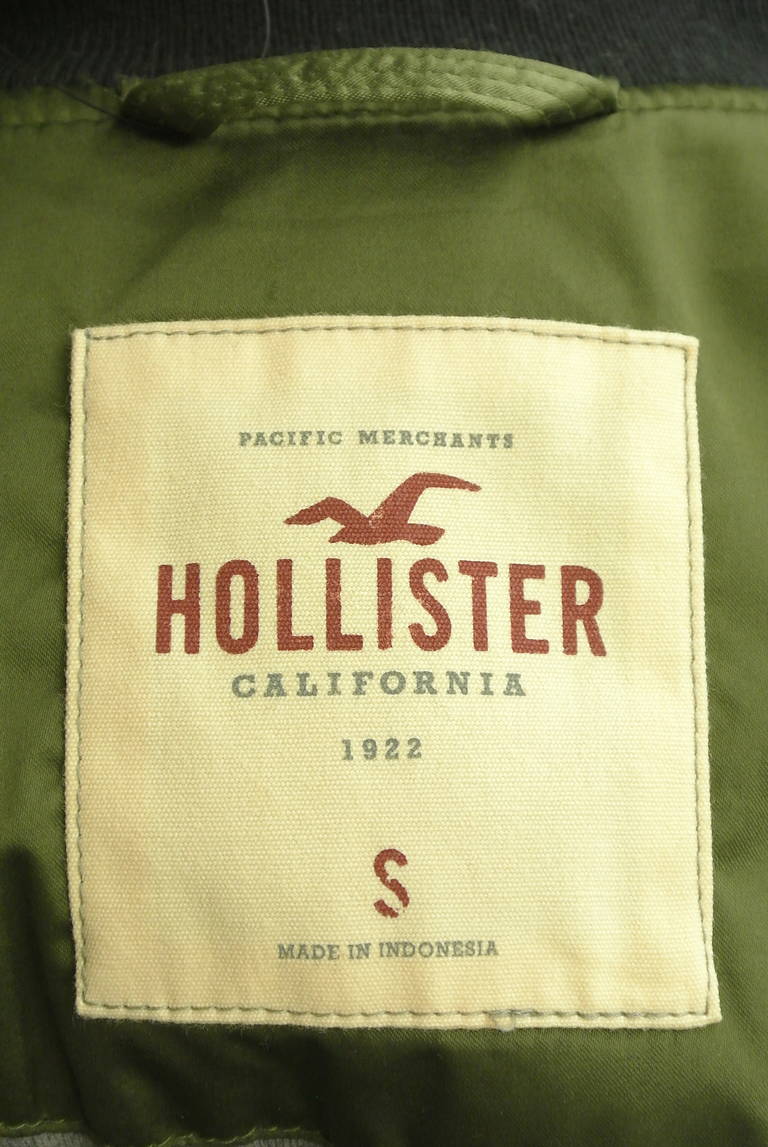 PACIFIC MERCHANTS
HOLLISTER
CALIFORNIA
1922
S
MADE IN INDONESIA